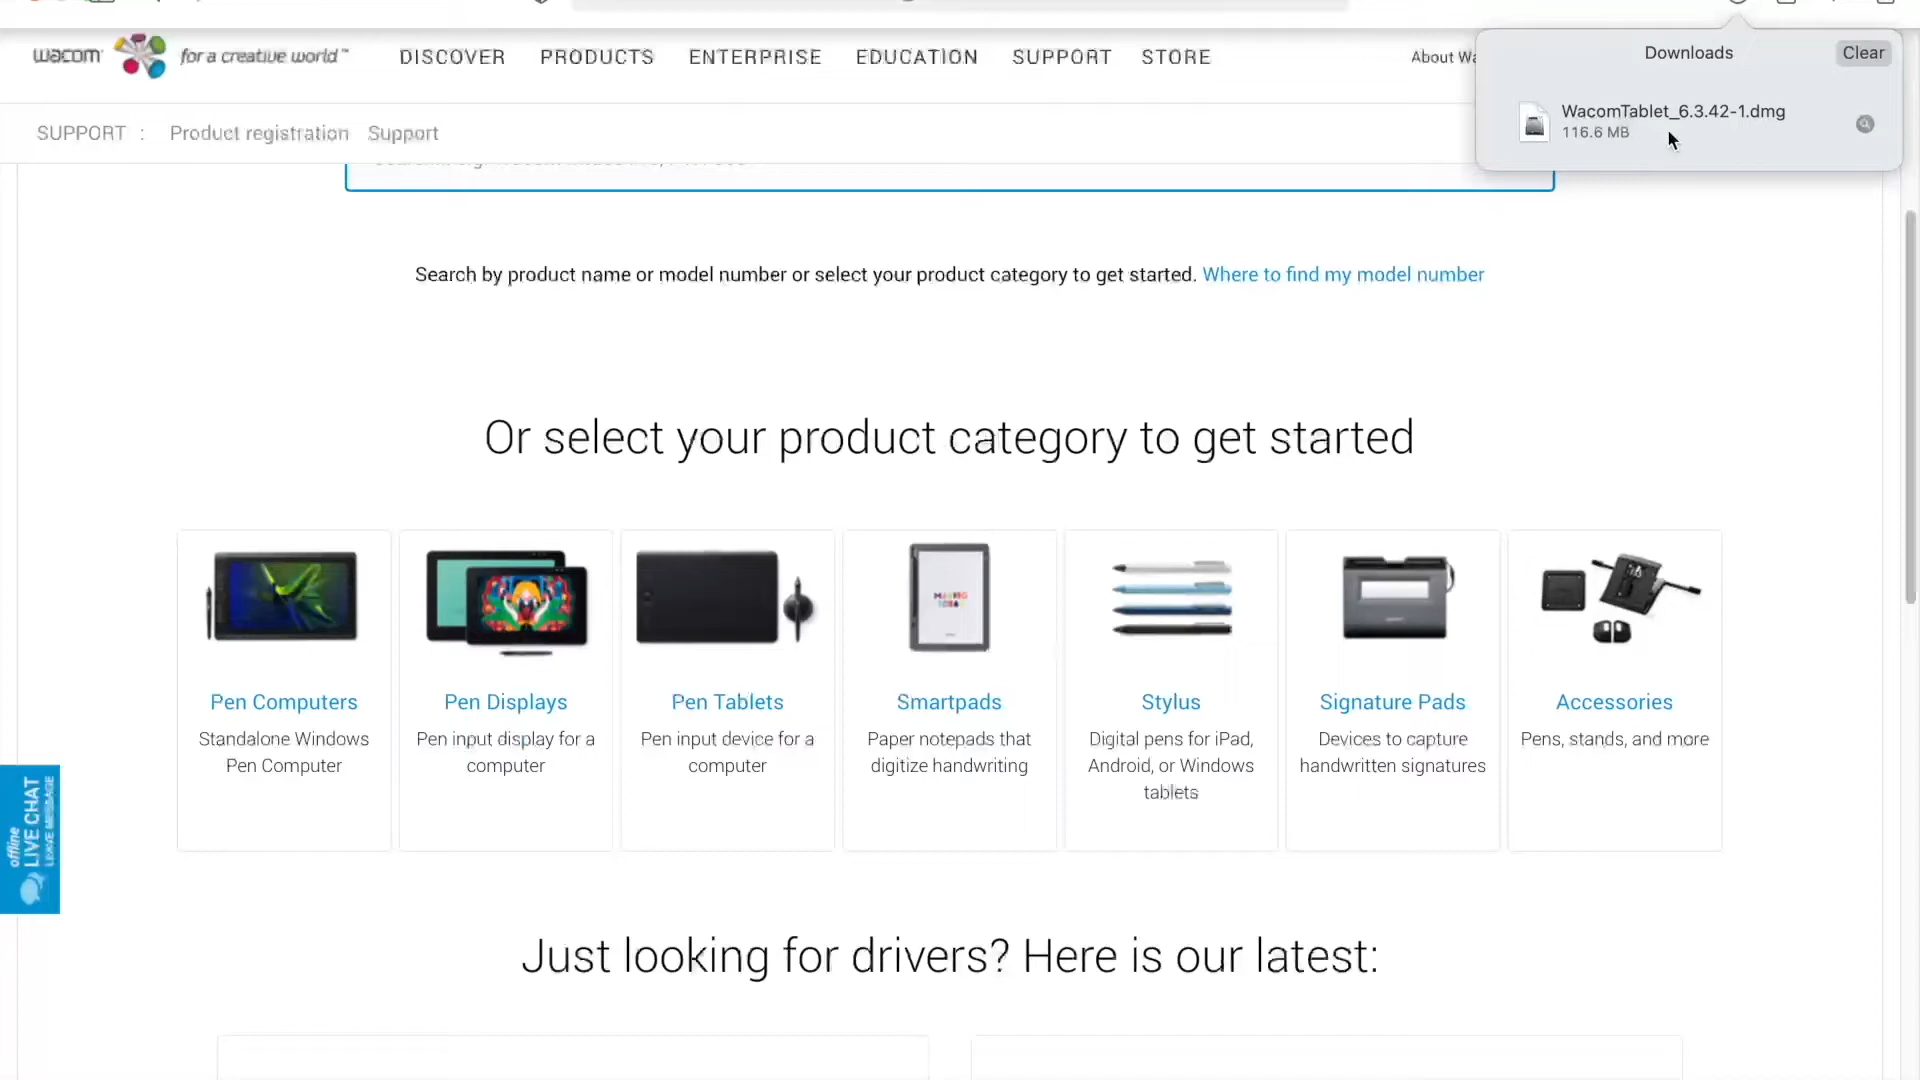 wacom for a creative world™ DISCOVER PRODUCTS ENTERPRISE EDUCATION SUPPORT STORE About Wa
Downloads Clear
WacomTablet_6.3.42-1.dmg
116.6 MB
SUPPORT : Product registration Support
Search by product name or model number or select your product category to get started. Where to find my model number
Or select your product category to get started
Pen Computers
Standalone Windows
Pen Computer
Pen Displays
Pen input display for a
computer
Pen Tablets
Pen input device for a
computer
Smartpads
Paper notepads that
digitize handwriting
Stylus
Digital pens for iPad,
Android, or Windows
tablets
Signature Pads
Devices to capture
handwritten signatures
Accessories
Pens, stands, and more
offline
LIVE CHAT
LEAVE MESSAGE
Just looking for drivers? Here is our latest: